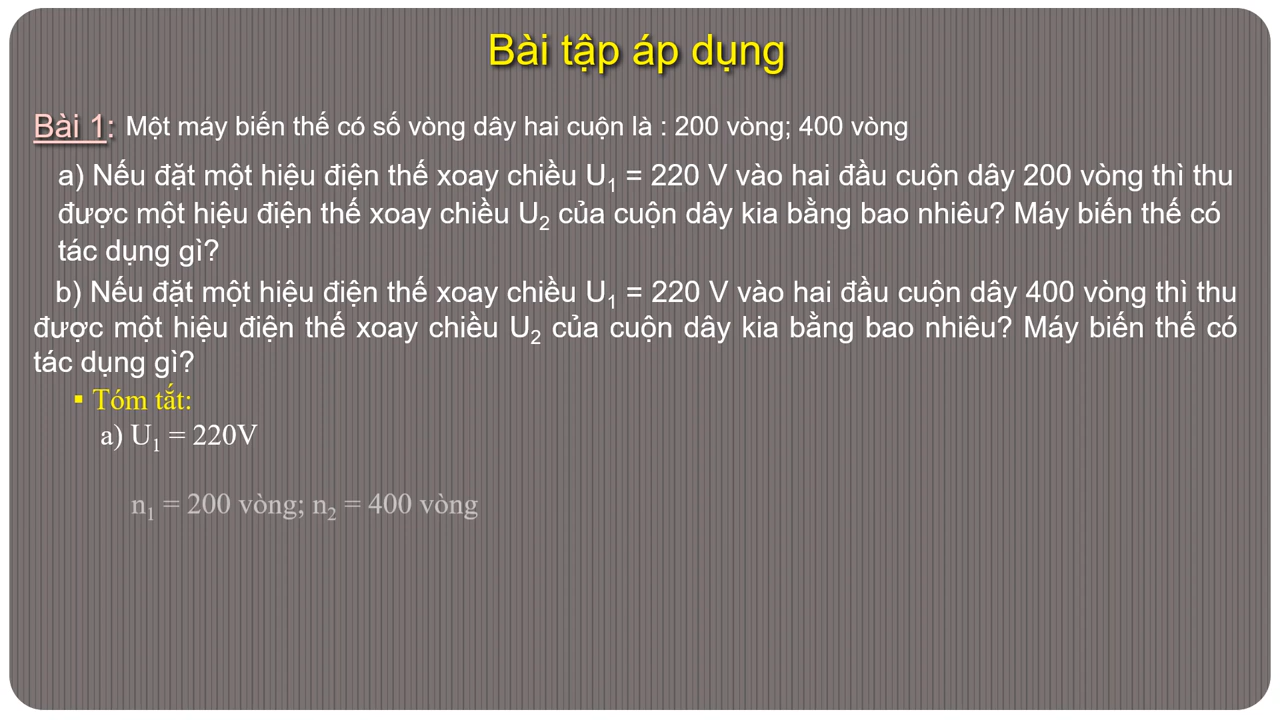 Bài tập áp dụng
Bài 1: Một máy biến thế có số vòng dây hai cuộn là : 200 vòng; 400 vòng
a) Nếu đặt một hiệu điện thế xoay chiều U₁ = 220 V vào hai đầu cuộn dây 200 vòng thì thu
được một hiệu điện thế xoay chiều U₂ của cuộn dây kia bằng bao nhiêu? Máy biến thế có
tác dụng gì?
b) Nếu đặt một hiệu điện thế xoay chiều U₁ = 220 V vào hai đầu cuộn dây 400 vòng thì thu
được một hiệu điện thế xoay chiều U₂ của cuộn dây kia bằng bao nhiêu? Máy biến thế có
tác dụng gì?
▪ Tóm tắt:
a) U₁ = 220V
n₁ = 200 vòng; n₂ = 400 vòng